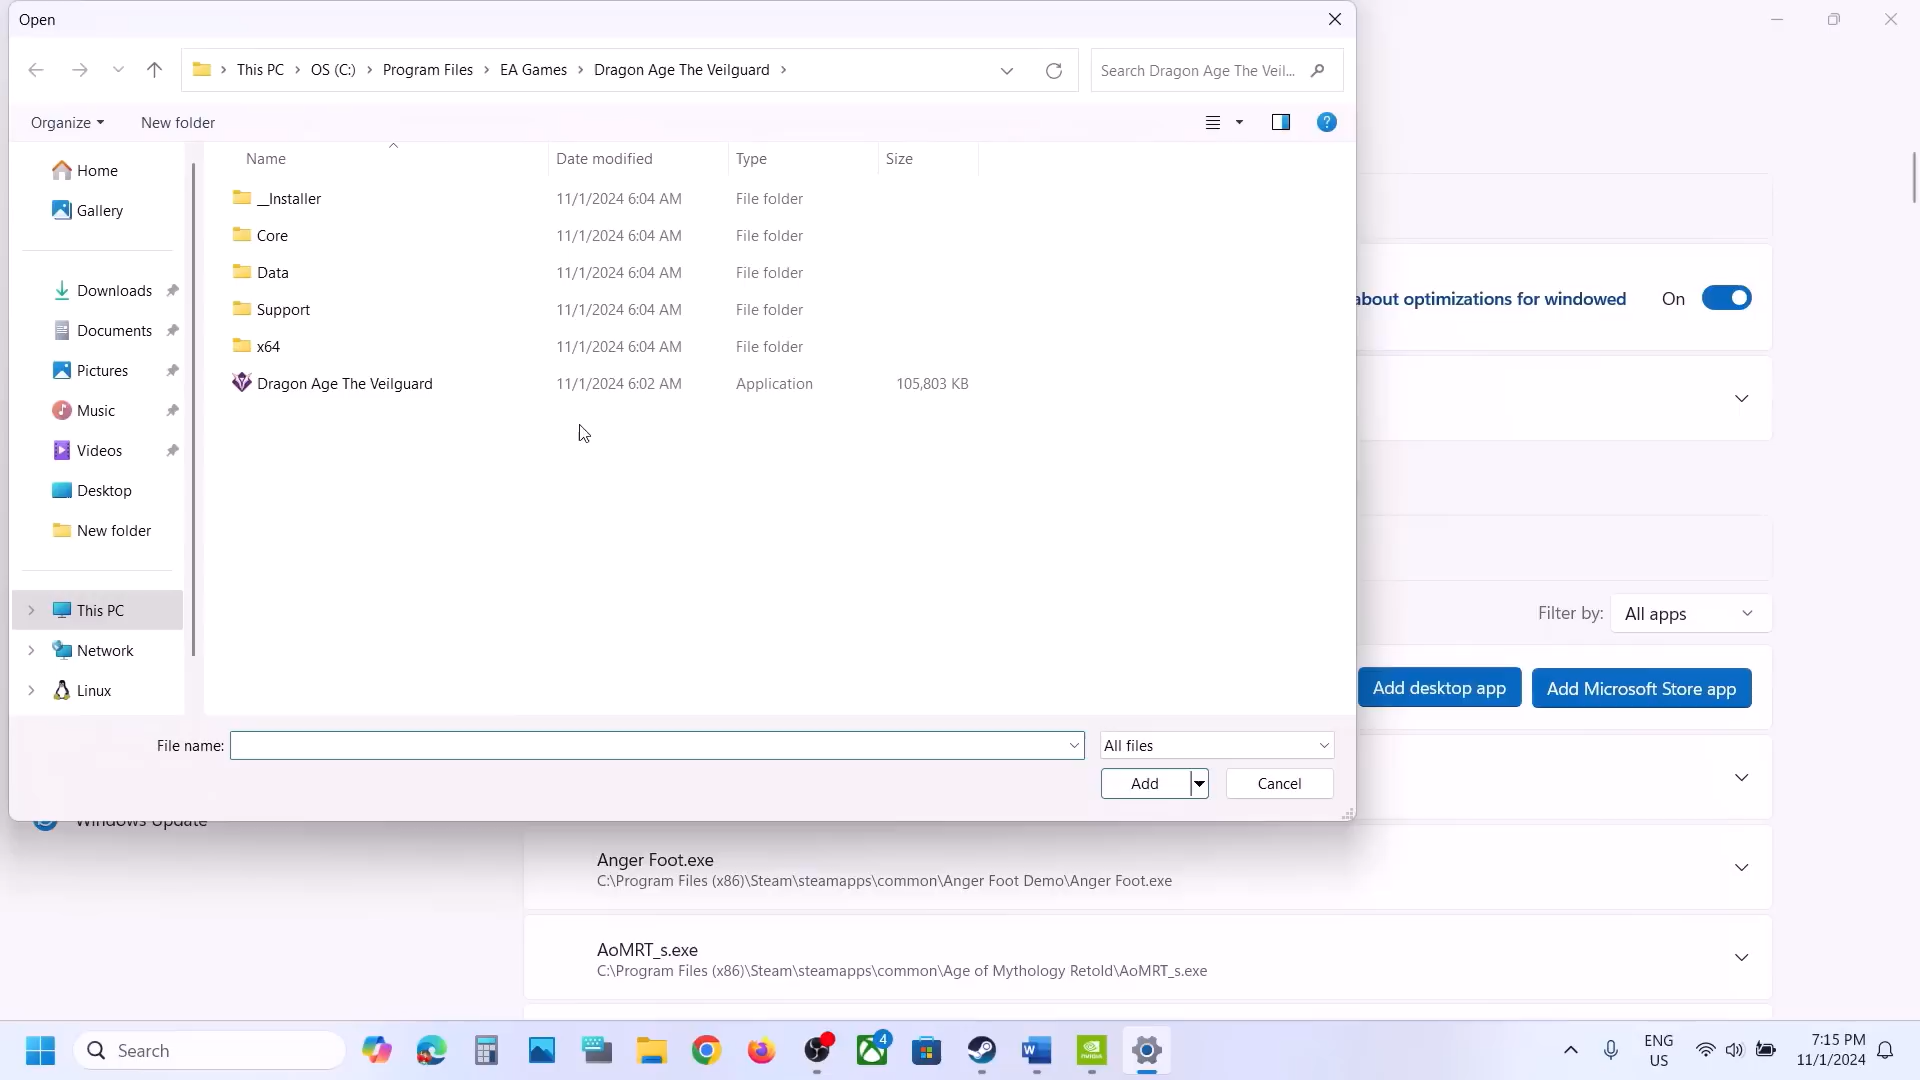 Open
This PC > OS (C:) > Program Files > EA Games > Dragon Age The Veilguard >
Search Dragon Age The Veil...
Organize
New folder
Name
Date modified
Type
Size
Home
Gallery
Downloads
Documents
Pictures
Music
Videos
Desktop
New folder
This PC
Network
Linux
__Installer 11/1/2024 6:04 AM File folder
Core 11/1/2024 6:04 AM File folder
Data 11/1/2024 6:04 AM File folder
Support 11/1/2024 6:04 AM File folder
x64 11/1/2024 6:04 AM File folder
Dragon Age The Veilguard 11/1/2024 6:02 AM Application 105,803 KB
File name:
All files
Add
Cancel
about optimizations for windowed
On
Filter by:
All apps
Add desktop app
Add Microsoft Store app
Windows Update
Anger Foot.exe
C:\Program Files (x86)\Steam\steamapps\common\Anger Foot Demo\Anger Foot.exe
AoMRT_s.exe
C:\Program Files (x86)\Steam\steamapps\common\Age of Mythology Retold\AoMRT_s.exe
Search
4
ENG
US
7:15 PM
11/1/2024